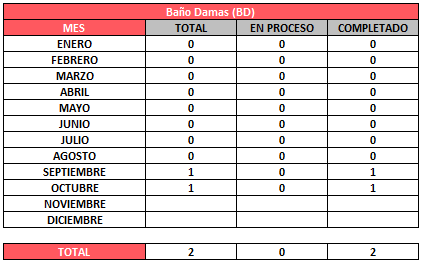 Baño Damas (BD)
MES TOTAL EN PROCESO COMPLETADO
ENERO 0 0 0
FEBRERO 0 0 0
MARZO 0 0 0
ABRIL 0 0 0
MAYO 0 0 0
JUNIO 0 0 0
JULIO 0 0 0
AGOSTO 0 0 0
SEPTIEMBRE 1 0 1
OCTUBRE 1 0 1
NOVIEMBRE
DICIEMBRE
TOTAL 2 0 2